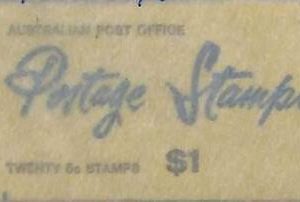 AUSTRALIAN POST OFFICE
Postage Stamps
TWENTY 5c STAMPS $1